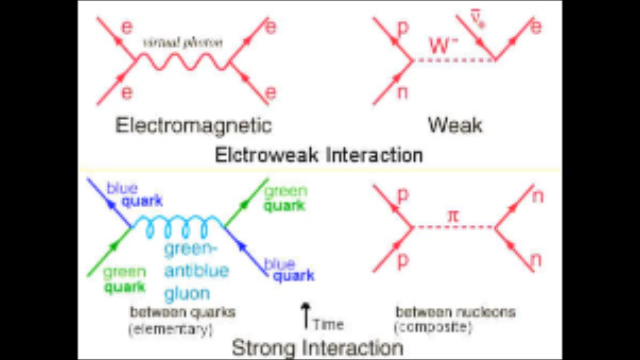 e
e
virtual photon
e
e
Electromagnetic
p
ν̅e
e
W⁻
n
Weak
Elctroweak Interaction
blue
quark
green
quark
green
quark
green-
antiblue
gluon
blue
quark
between quarks
(elementary)
Time
p
n
π
p
n
between nucleons
(composite)
Strong Interaction